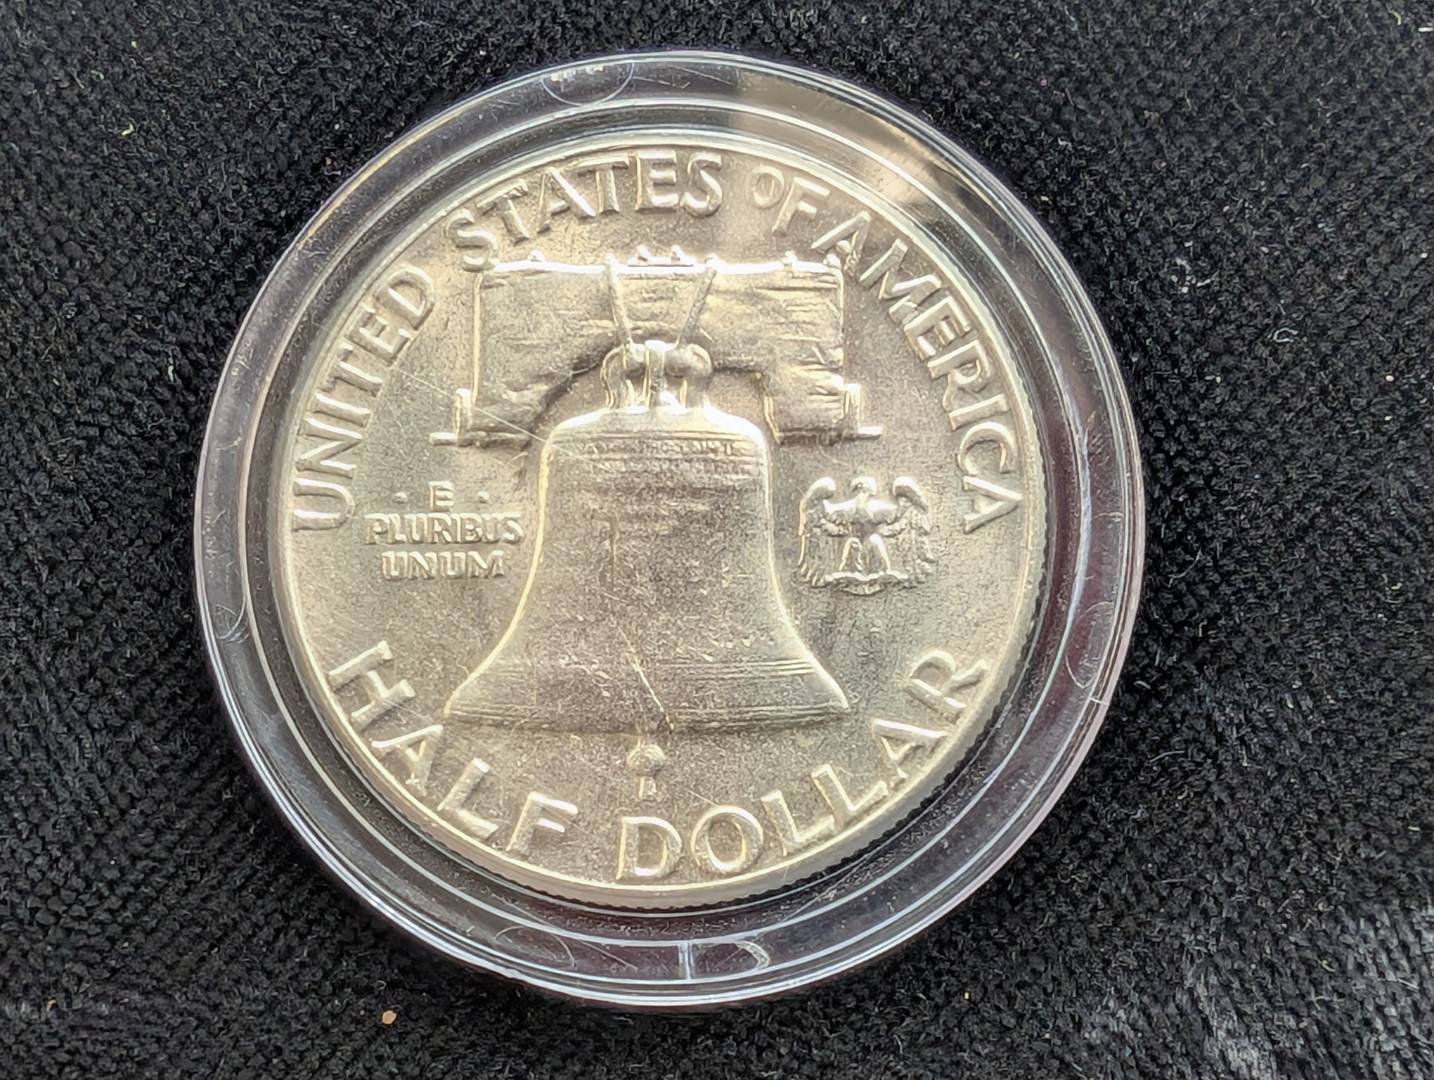 UNITED STATES OF AMERICA
· E ·
PLURIBUS
UNUM
HALF DOLLAR